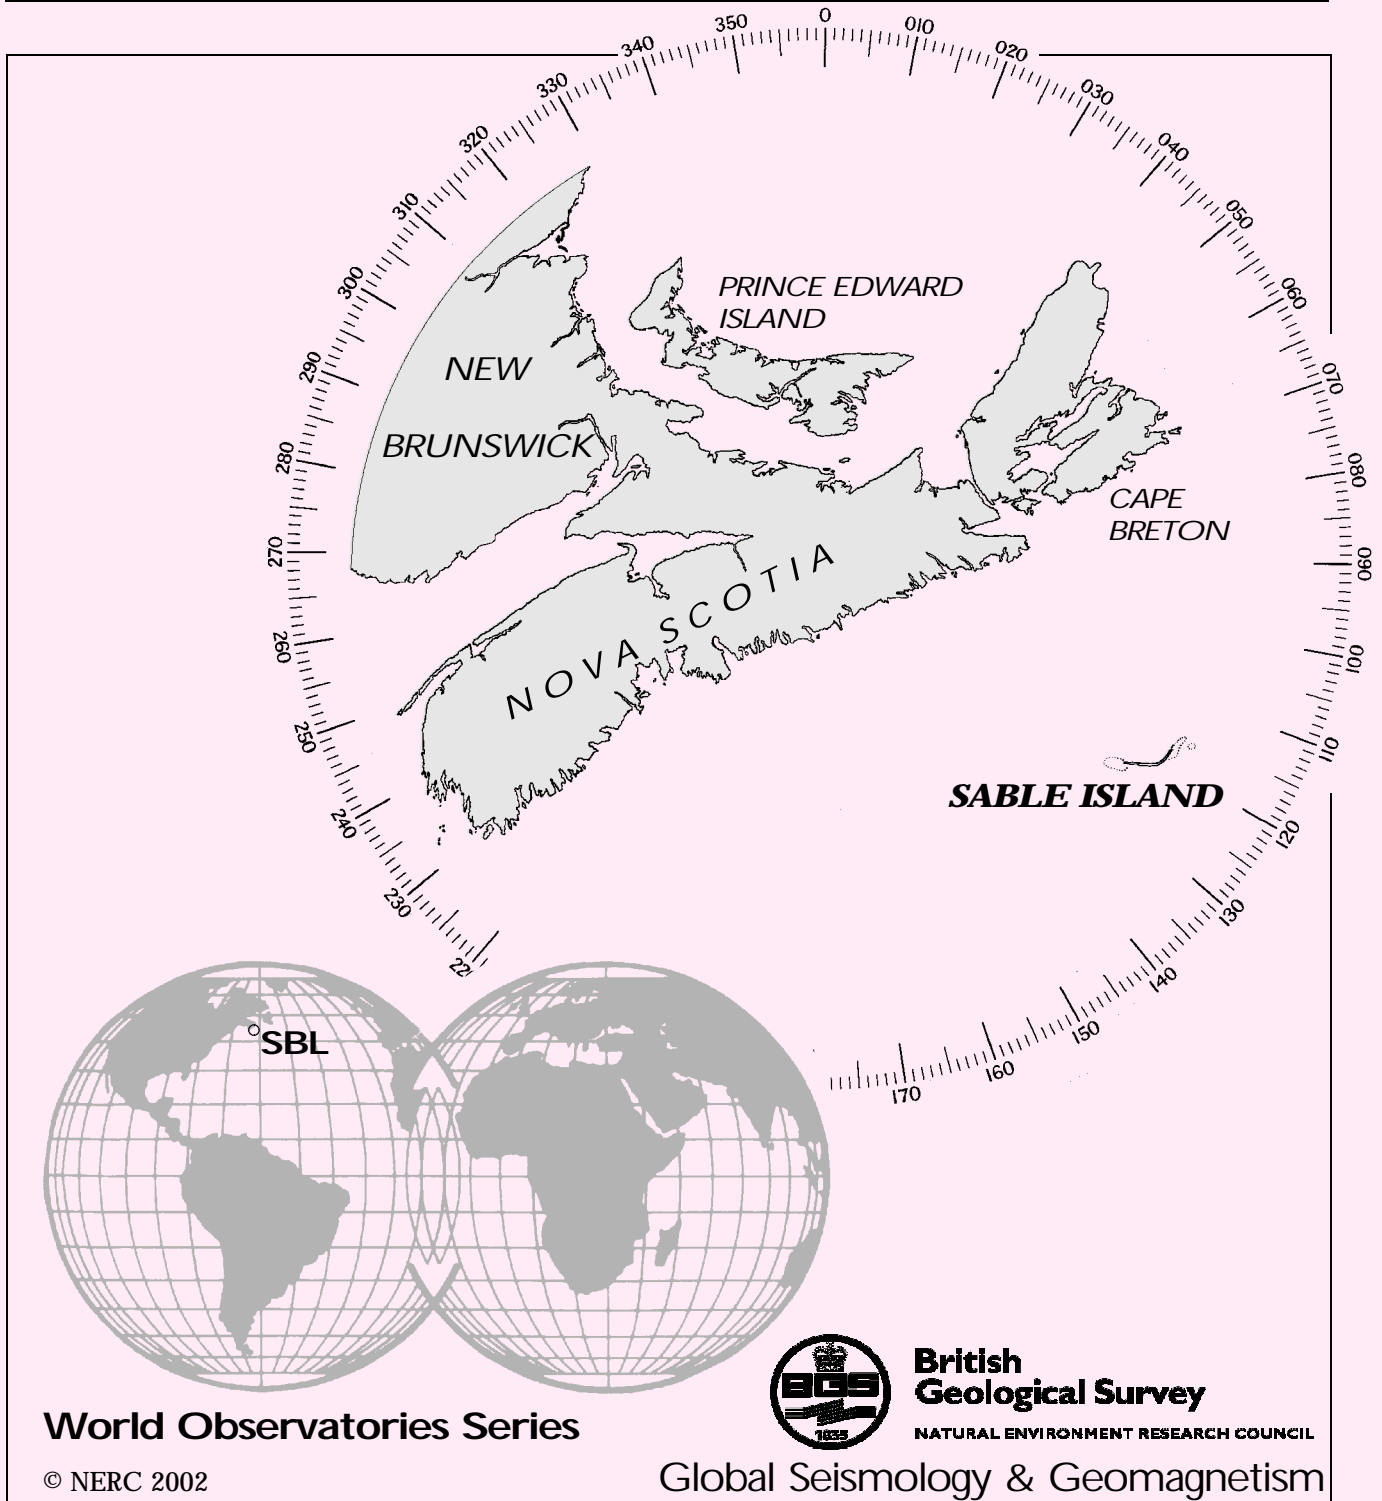 0
010
020
030
040
050
060
070
080
090
100
110
120
130
140
150
160
170
22
230
240
250
260
270
280
290
300
310
320
330
340
350
PRINCE EDWARD
ISLAND
NEW
BRUNSWICK
CAPE
BRETON
NOVA SCOTIA
SABLE ISLAND
SBL
BGS
1835
British
Geological Survey
NATURAL ENVIRONMENT RESEARCH COUNCIL
World Observatories Series
© NERC 2002
Global Seismology & Geomagnetism